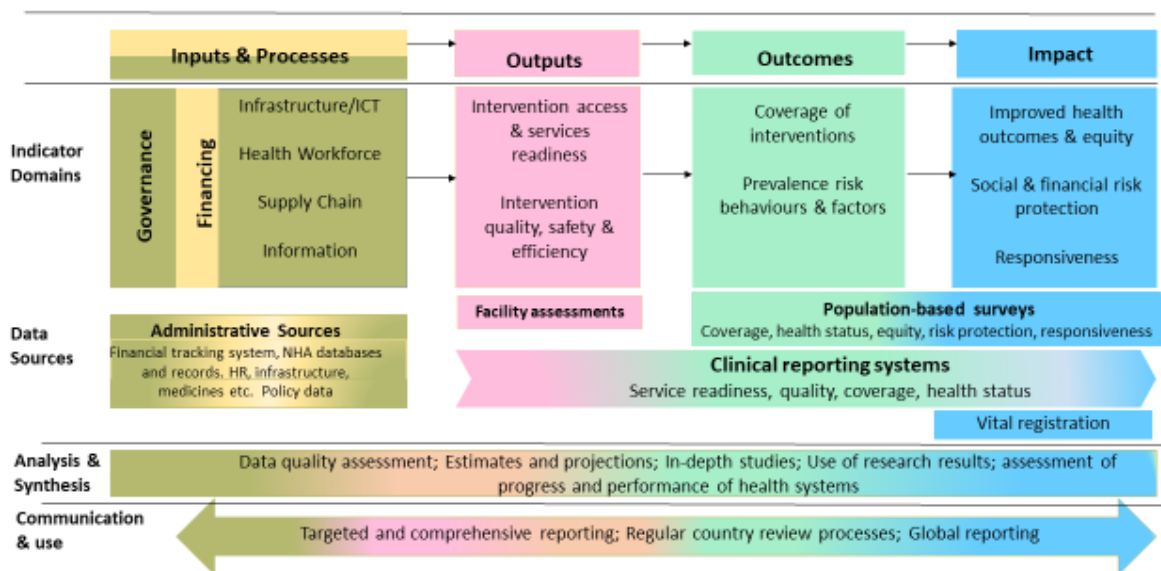 Inputs & Processes
Outputs
Outcomes
Impact
Indicator
Domains
Governance
Financing
Infrastructure/ICT
Health Workforce
Supply Chain
Information
Intervention access
& services
readiness
Intervention
quality, safety &
efficiency
Coverage of
interventions
Prevalence risk
behaviours & factors
Improved health
outcomes & equity
Social & financial risk
protection
Responsiveness
Data
Sources
Administrative Sources
Financial tracking system, NHA databases
and records. HR, infrastructure,
medicines etc. Policy data
Facility assessments
Population-based surveys
Coverage, health status, equity, risk protection, responsiveness
Clinical reporting systems
Service readiness, quality, coverage, health status
Vital registration
Analysis &
Synthesis
Data quality assessment; Estimates and projections; In-depth studies; Use of research results; assessment of
progress and performance of health systems
Communication
& use
Targeted and comprehensive reporting; Regular country review processes; Global reporting